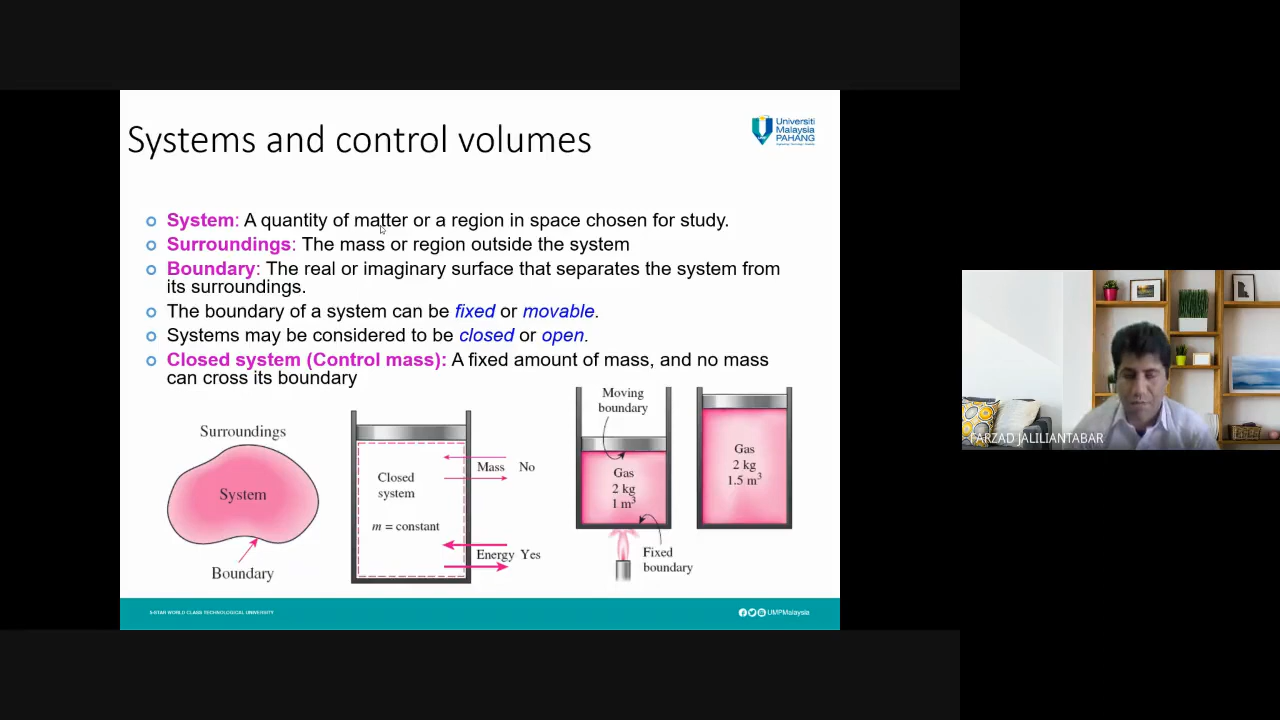 Systems and control volumes
Universiti
Malaysia
PAHANG
System: A quantity of matter or a region in space chosen for study.
Surroundings: The mass or region outside the system
Boundary: The real or imaginary surface that separates the system from
its surroundings.
The boundary of a system can be fixed or movable.
Systems may be considered to be closed or open.
Closed system (Control mass): A fixed amount of mass, and no mass
can cross its boundary
Surroundings
System
Boundary
Closed
system
m = constant
Mass No
Energy Yes
Moving
boundary
Gas
2 kg
1 m³
Fixed
boundary
Gas
2 kg
1.5 m³
5-STAR WORLD CLASS TECHNOLOGICAL UNIVERSITY
UMPMalaysia
FARZAD JALILIANTABAR